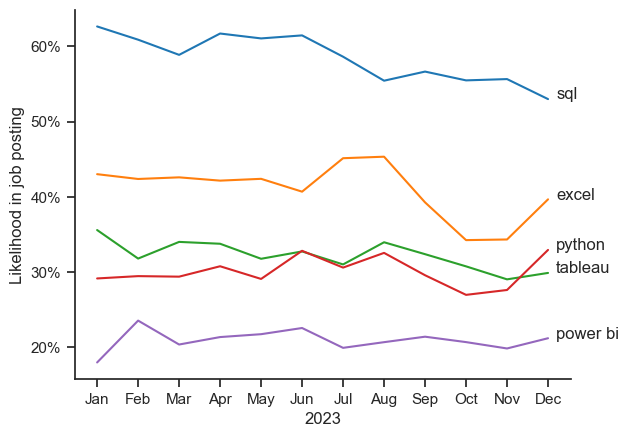 Likelihood in job posting
60%
50%
40%
30%
20%
sql
excel
python
tableau
power bi
Jan Feb Mar Apr May Jun Jul Aug Sep Oct Nov Dec
2023